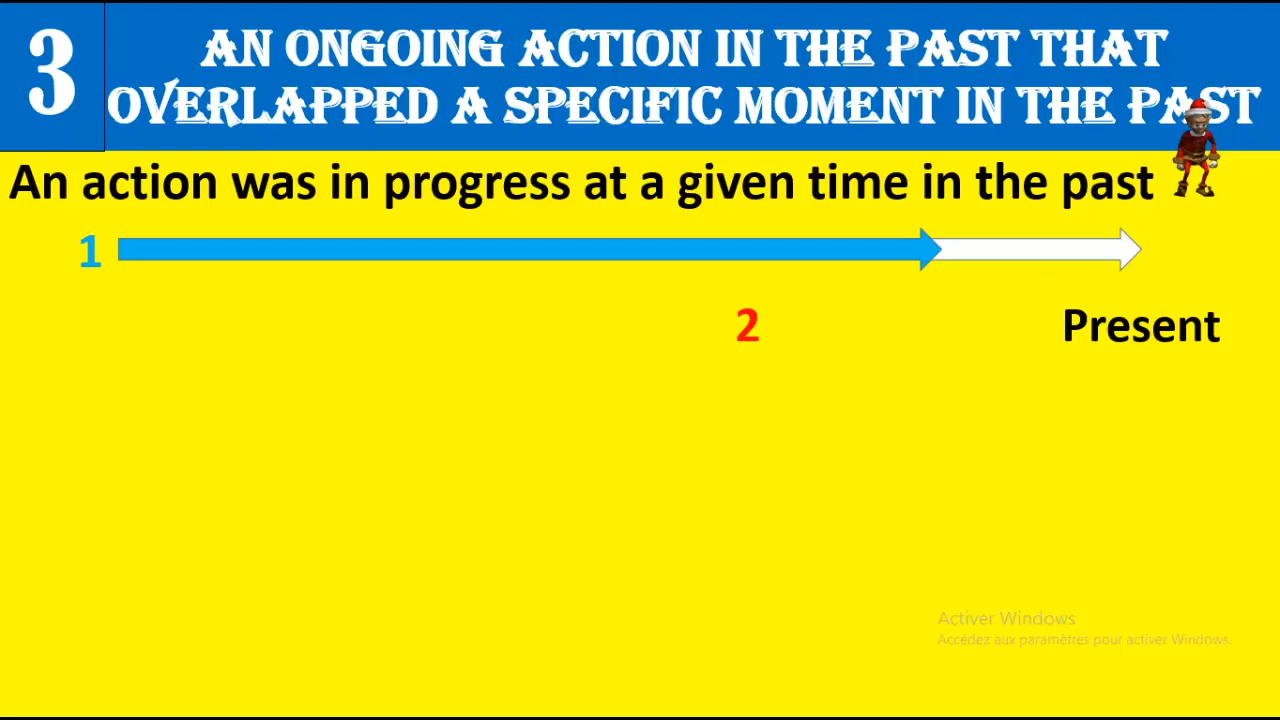 3
AN ONGOING ACTION IN THE PAST THAT
OVERLAPPED A SPECIFIC MOMENT IN THE PAST
An action was in progress at a given time in the past
1
2
Present
Activer Windows
Accédez aux paramètres pour activer Windows.